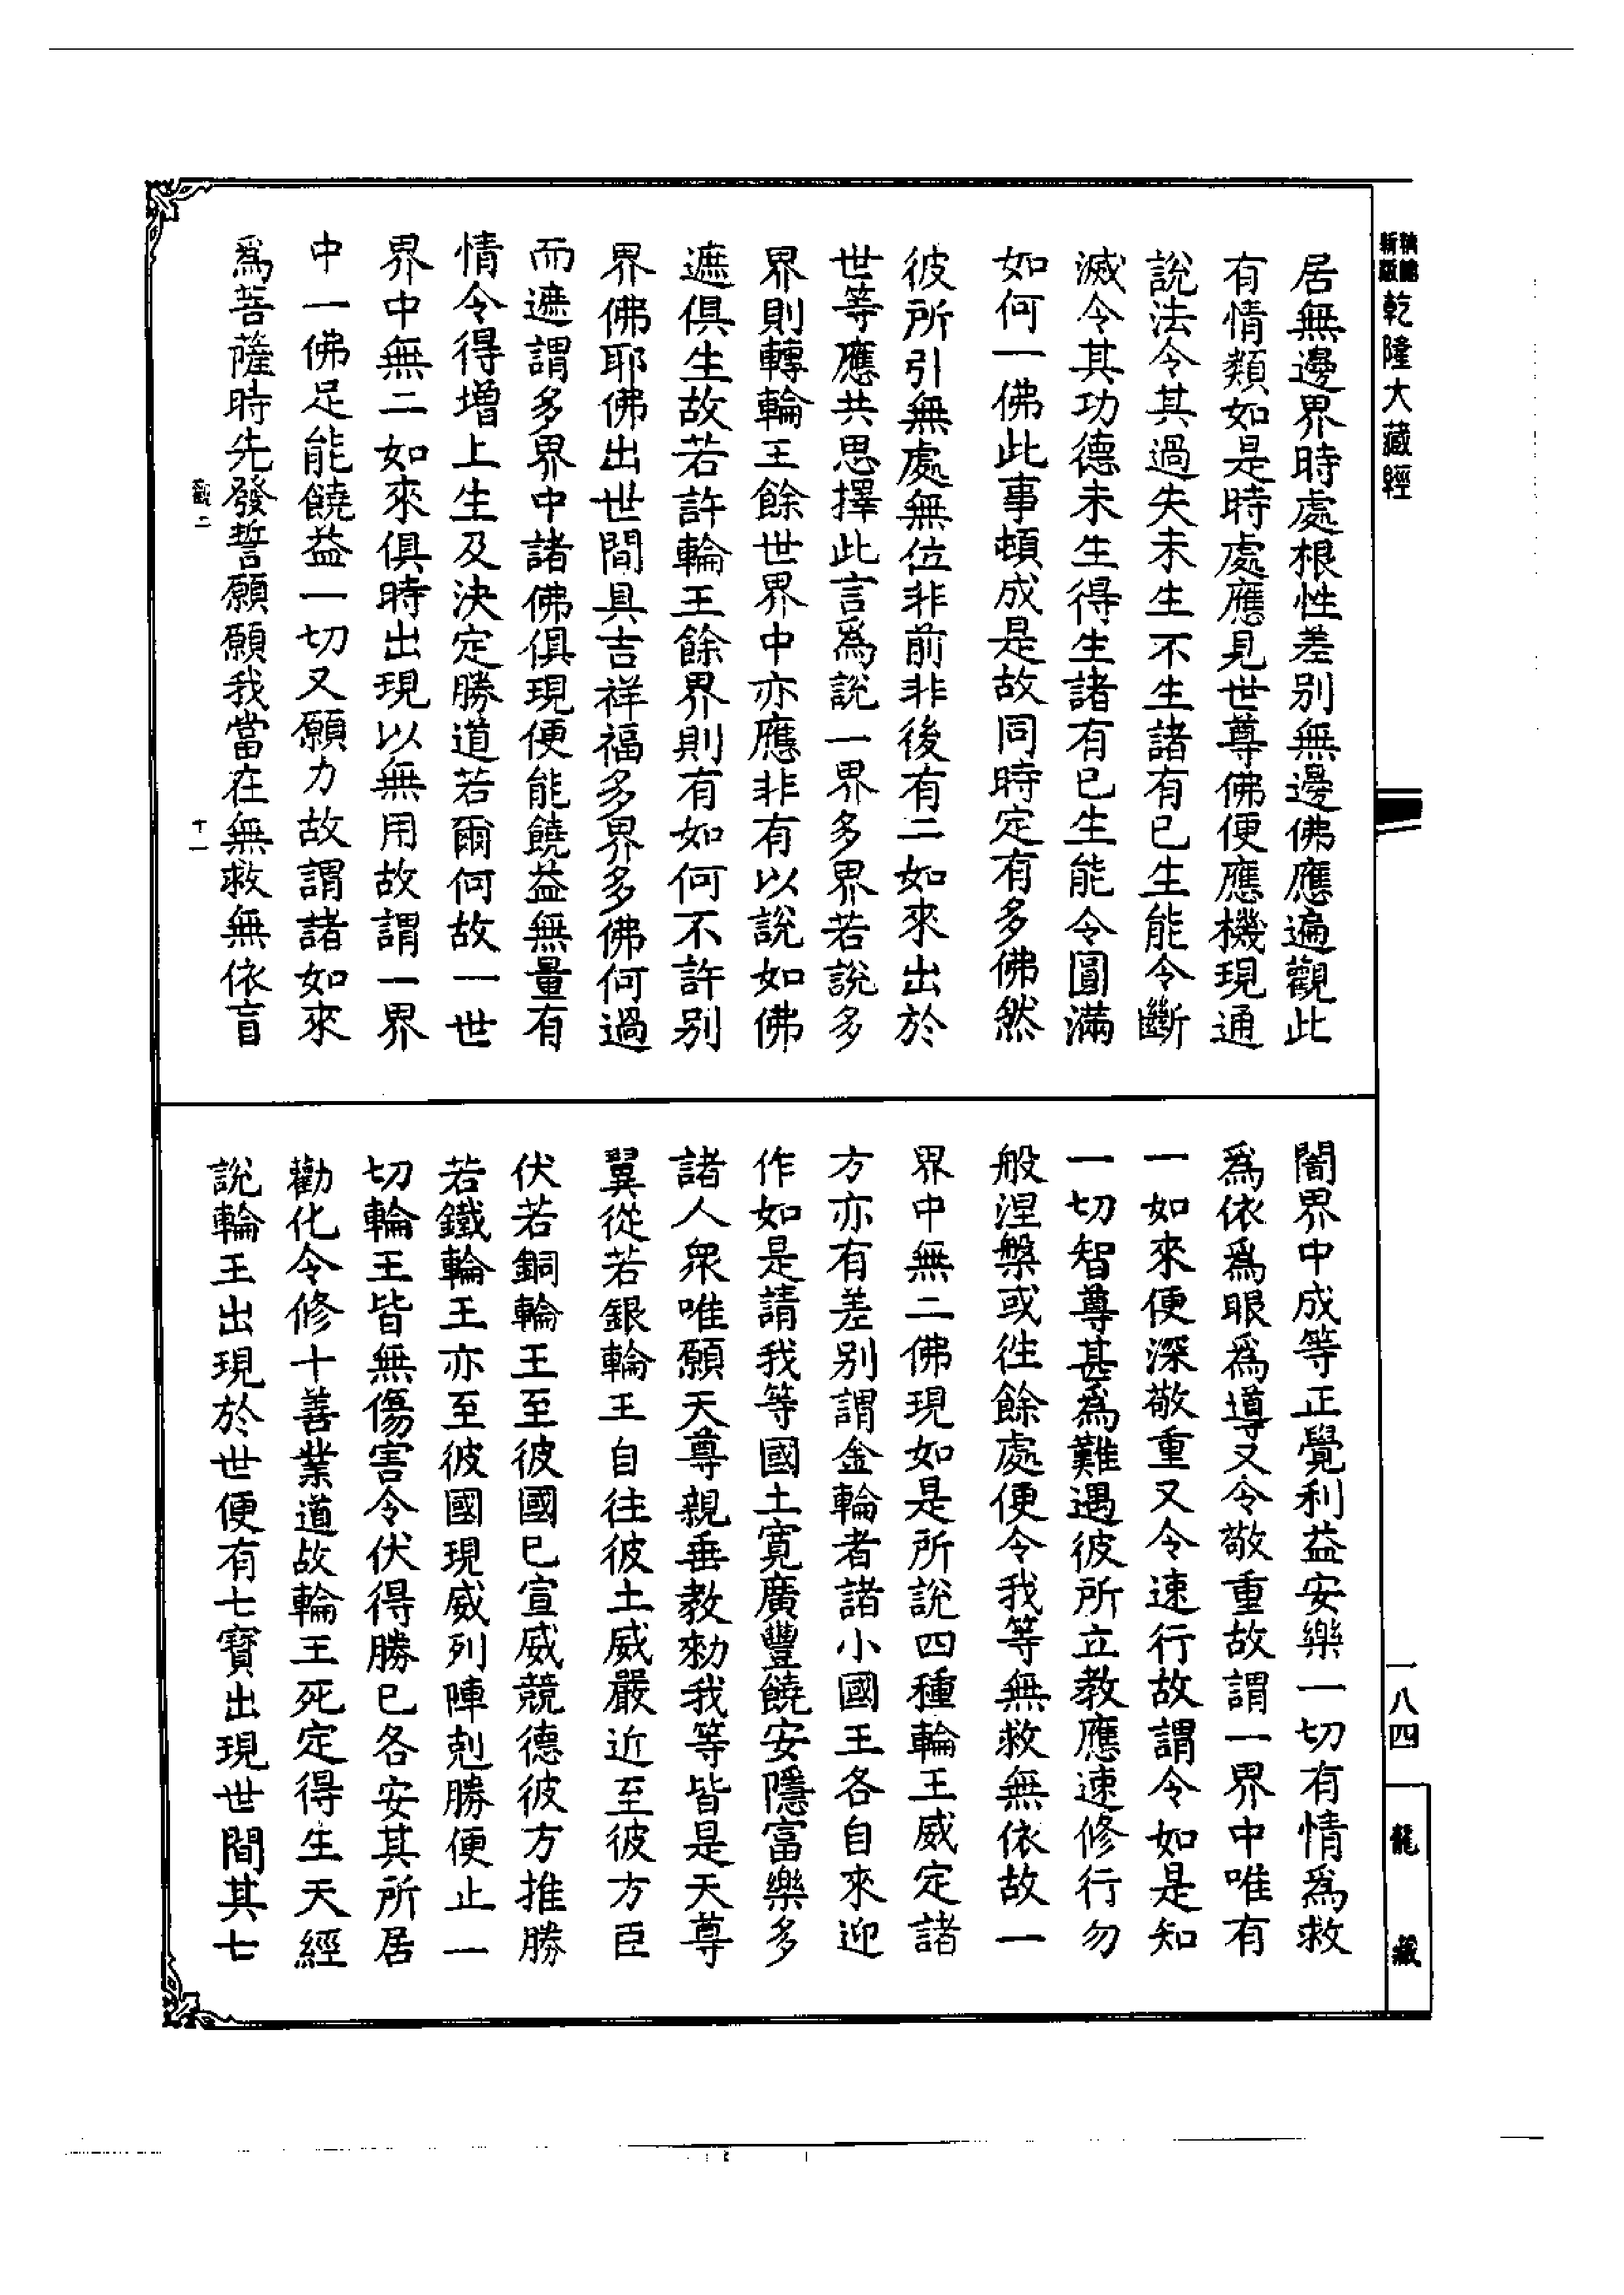 新版
精縮
乾隆大藏經
一八四
龍藏
居無邊界時處根性差別無邊佛應遍觀此
有情類如是時處應見世尊佛便應機現通
說法令其過失未生不生諸有已生能令斷
滅令其功德未生得生諸有已生能令圓滿
如何一佛此事頓成是故同時定有多佛然
彼所引無處無位非前非後有二如來出於
世等應共思擇此言為說一界多界若說多
界則轉輪王餘世界中亦應非有以說如佛
遮俱生故若許輪王餘界則有如何不許別
界佛耶佛出世間具吉祥福多界多佛何過
而遮謂多界中諸佛俱現便能饒益無量有
情令得增上生及決定勝道若爾何故一世
界中無二如來俱時出現以無用故謂一界
中一佛足能饒益一切又願力故謂諸如來
為菩薩時先發誓願願我當在無救無依盲
觀二
十一
闇界中成等正覺利益安樂一切有情為救
為依為眼為導又令敬重故謂一界中唯有
一如來便深敬重又令速行故謂令如是知
一切智尊甚為難遇彼所立教應速修行勿
般涅槃或往餘處便令我等無救無依故一
界中無二佛現如是所說四種輪王威定諸
方亦有差別謂金輪者諸小國王各自來迎
作如是請我等國土寬廣豐饒安隱富樂多
諸人眾唯願天尊親垂教勑我等皆是天尊
翼從若銀輪王自往彼土威嚴近至彼方臣
伏若銅輪王至彼國已宣威競德彼方推勝
若鐵輪王亦至彼國現威列陣剋勝便止一
切輪王皆無傷害令伏得勝已各安其所居
勸化令修十善業道故輪王死定得生天經
說輪王出現於世便有七寶出現世間其七